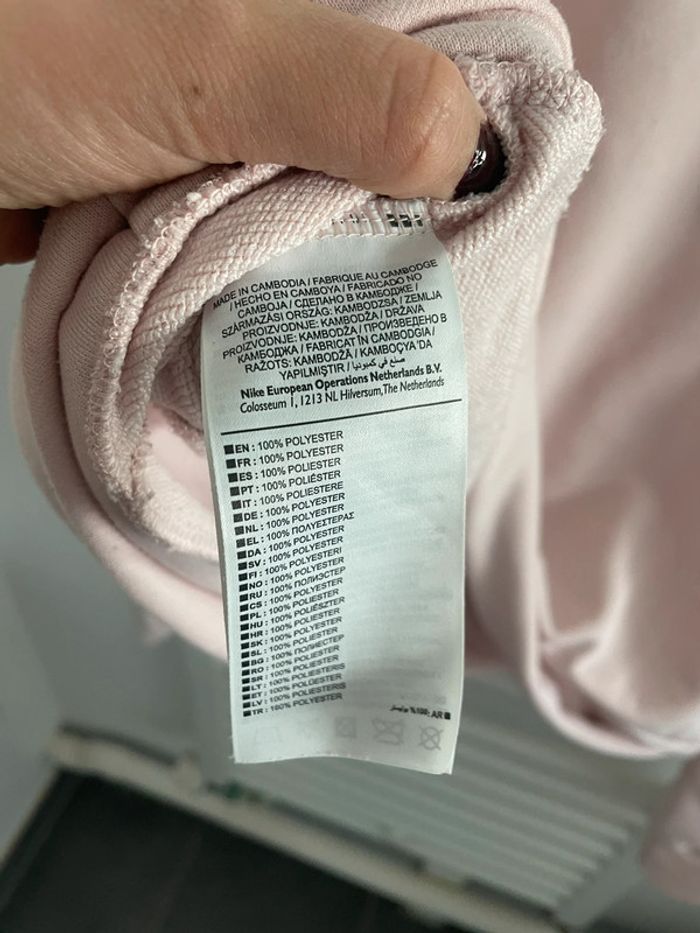 MADE IN CAMBODIA / FABRIQUE AU CAMBODGE
/ HECHO EN CAMBOYA / FABRICADO NO
CAMBOJA / СДЕЛАНО В КАМБОДЖЕ /
SZÁRMAZÁSI ORSZÁG: KAMBODZSA / ZEMLJA
PROIZVODNJE: KAMBODŽA / DRŽAVA
PROIZVODNJE: KAMBODŽA / ПРОИЗВЕДЕНО В
КАМБОДЖА / FABRICAT ÎN CAMBODGIA /
RAŽOTS: KAMBODŽĀ / KAMBOÇYA'DA
YAPILMIŞTIR / صنع في كمبوديا
Nike European Operations Netherlands B.V.
Colosseum 1, 1213 NL Hilversum, The Netherlands
EN : 100% POLYESTER
FR : 100% POLYESTER
ES : 100% POLIÉSTER
PT : 100% POLIÉSTER
IT : 100% POLIESTERE
DE : 100% POLYESTER
NL : 100% POLYESTER
EL : 100% ΠΟΛΥΕΣΤΕΡΑΣ
DA : 100% POLYESTER
SV : 100% POLYESTER
FI : 100% POLYESTERI
NO : 100% POLYESTER
RU : 100% ПОЛИЭСТЕР
CS : 100% POLYESTER
PL : 100% POLIESTER
HU : 100% POLIÉSZTER
HR : 100% POLIESTER
SK : 100% POLYESTER
SL : 100% POLIESTER
BG : 100% ПОЛИЕСТЕР
RO : 100% POLIESTER
SR : 100% POLIESTER
LT : 100% POLIESTERIS
ET : 100% POLÜESTER
LV : 100% POLIESTERIS
TR : 100% POLYESTER
AR :100% بوليستر